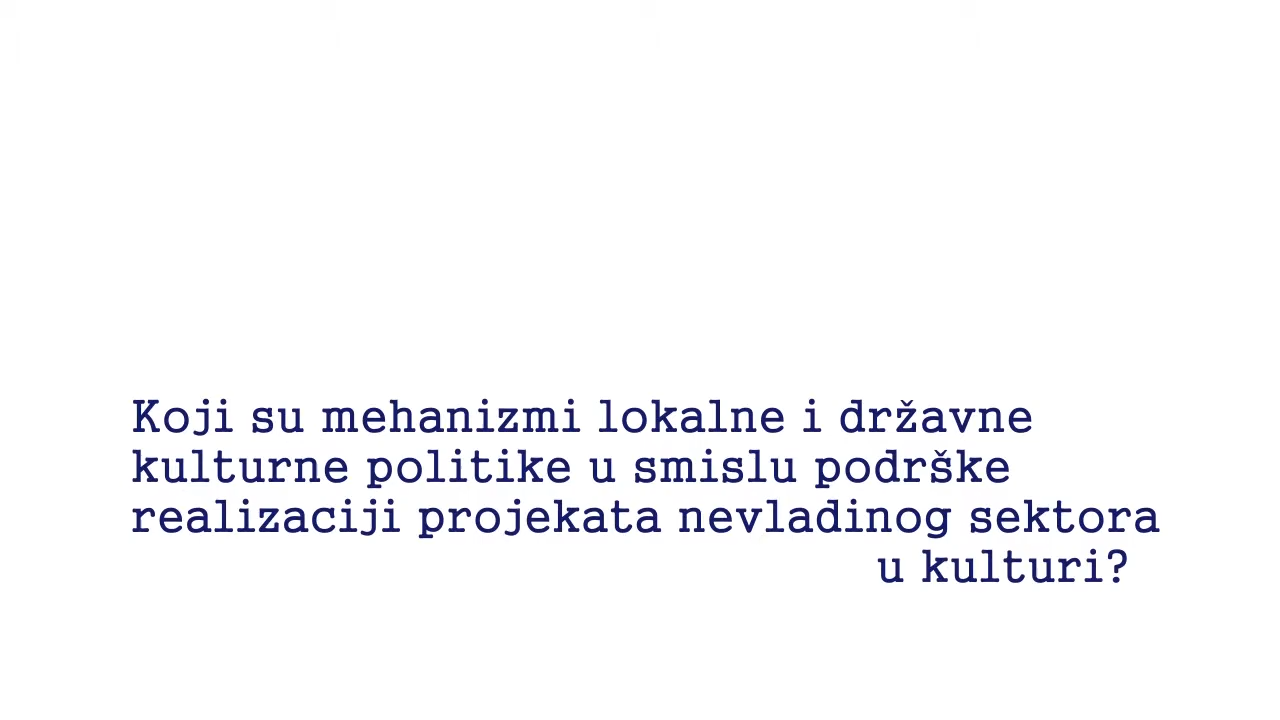 Koji su mehanizmi lokalne i državne
kulturne politike u smislu podrške
realizaciji projekata nevladinog sektora
u kulturi?